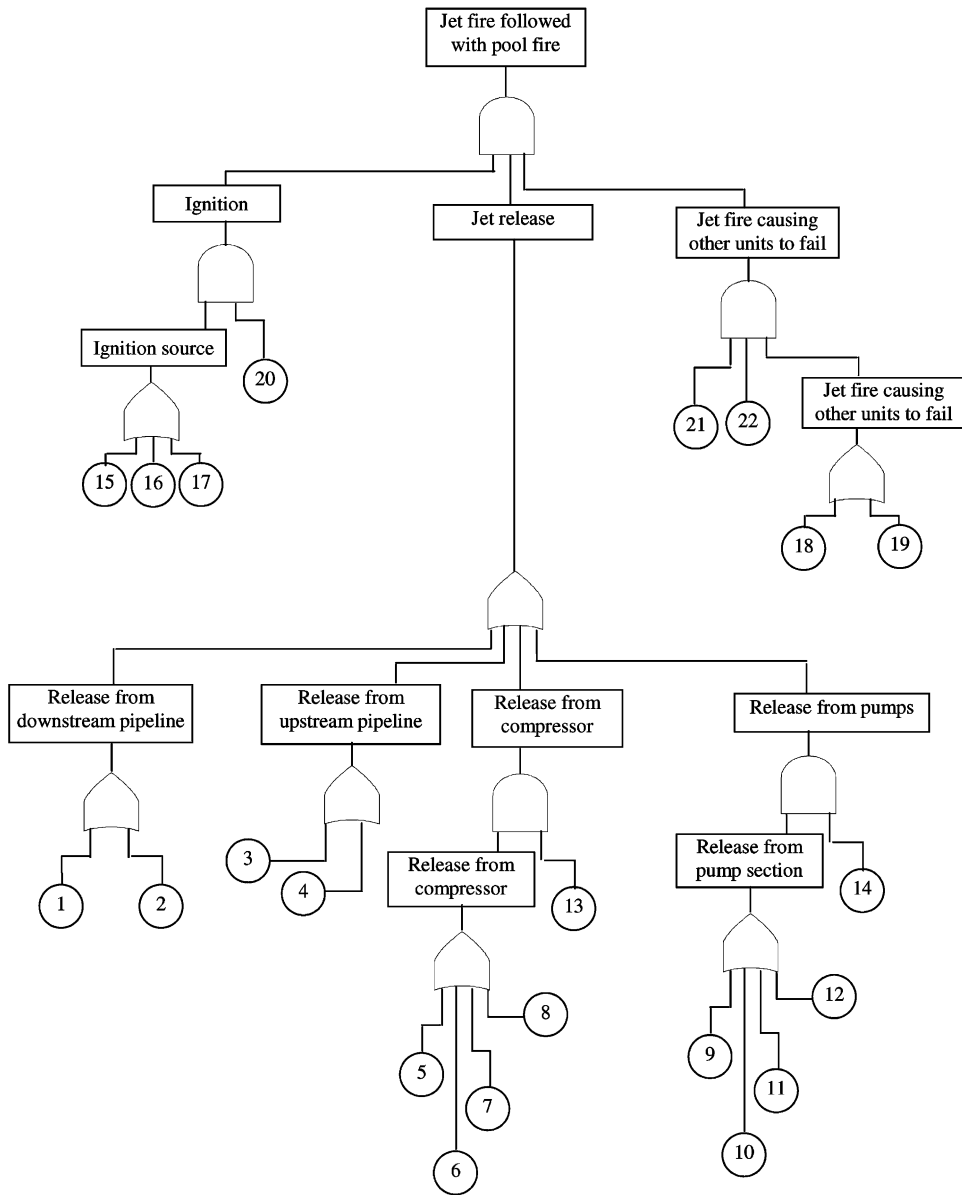 Jet fire followed
with pool fire
Ignition
Jet release
Jet fire causing
other units to fail
Ignition source
20
21
22
Jet fire causing
other units to fail
15
16
17
18
19
Release from
downstream pipeline
Release from
upstream pipeline
Release from
compressor
Release from pumps
3
4
Release from
compressor
13
Release from
pump section
14
1
2
5
6
7
8
9
10
11
12